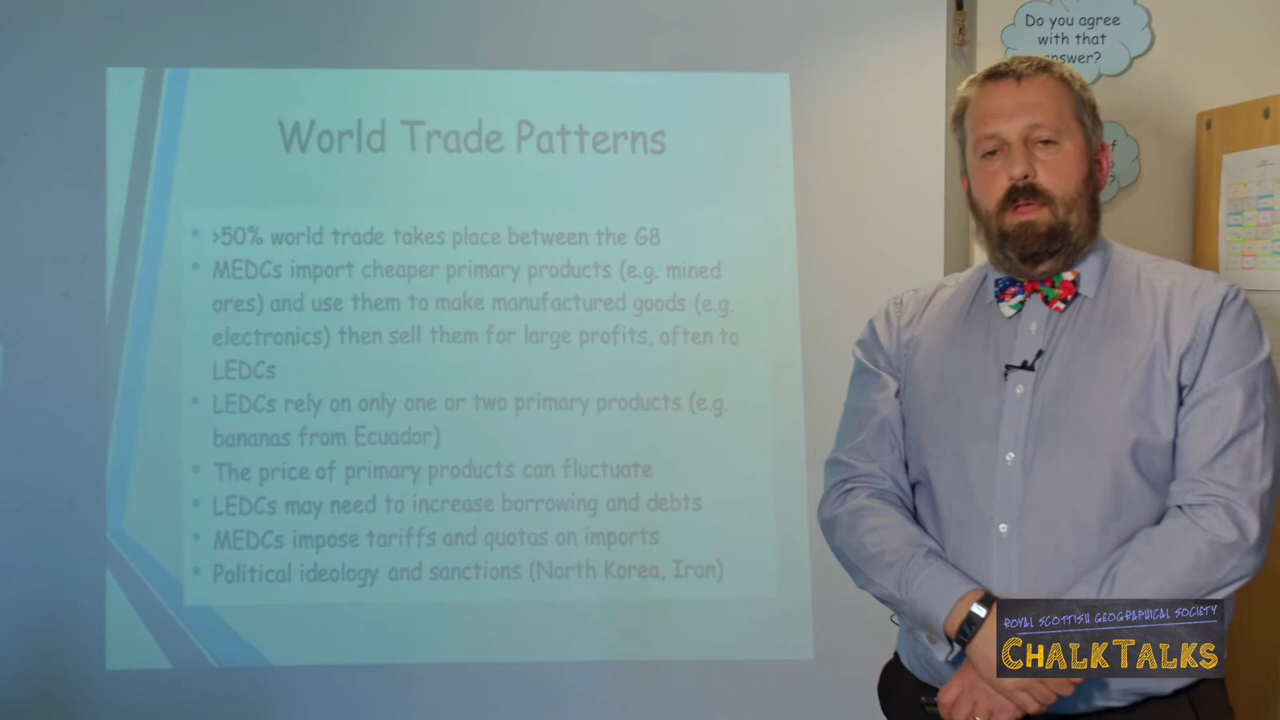 World Trade Patterns
>50% world trade takes place between the G8
MEDCs import cheaper primary products (e.g. mined
ores) and use them to make manufactured goods (e.g.
electronics) then sell them for large profits, often to
LEDCs
LEDCs rely on only one or two primary products (e.g.
bananas from Ecuador)
The price of primary products can fluctuate
LEDCs may need to increase borrowing and debts
MEDCs impose tariffs and quotas on imports
Political ideology and sanctions (North Korea, Iran)
Do you agree
with that
answer?
ROYAL SCOTTISH GEOGRAPHICAL SOCIETY
CHALKTALKS